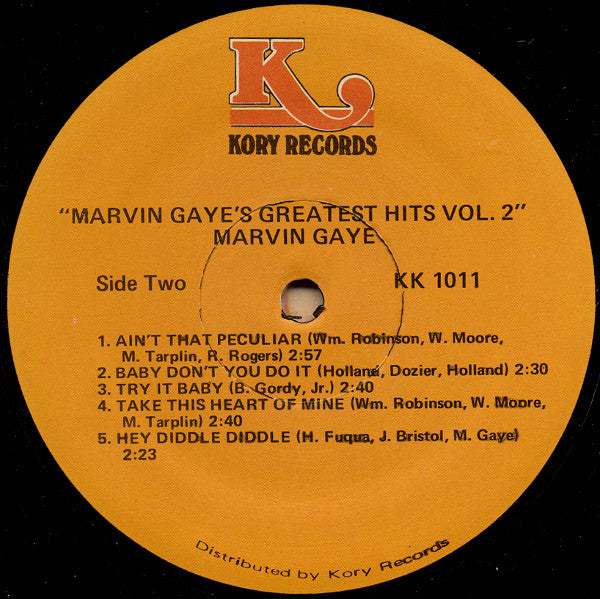 K
KORY RECORDS
"MARVIN GAYE'S GREATEST HITS VOL. 2"
MARVIN GAYE
Side Two
KK 1011
1. AIN'T THAT PECULIAR (Wm. Robinson, W. Moore,
M. Tarplin, R. Rogers) 2:57
2. BABY DON'T YOU DO IT (Holland, Dozier, Holland) 2:30
3. TRY IT BABY (B. Gordy, Jr.) 2:40
4. TAKE THIS HEART OF MINE (Wm. Robinson, W. Moore,
M. Tarplin) 2:40
5. HEY DIDDLE DIDDLE (H. Fuqua, J. Bristol, M. Gaye)
2:23
Distributed by Kory Records